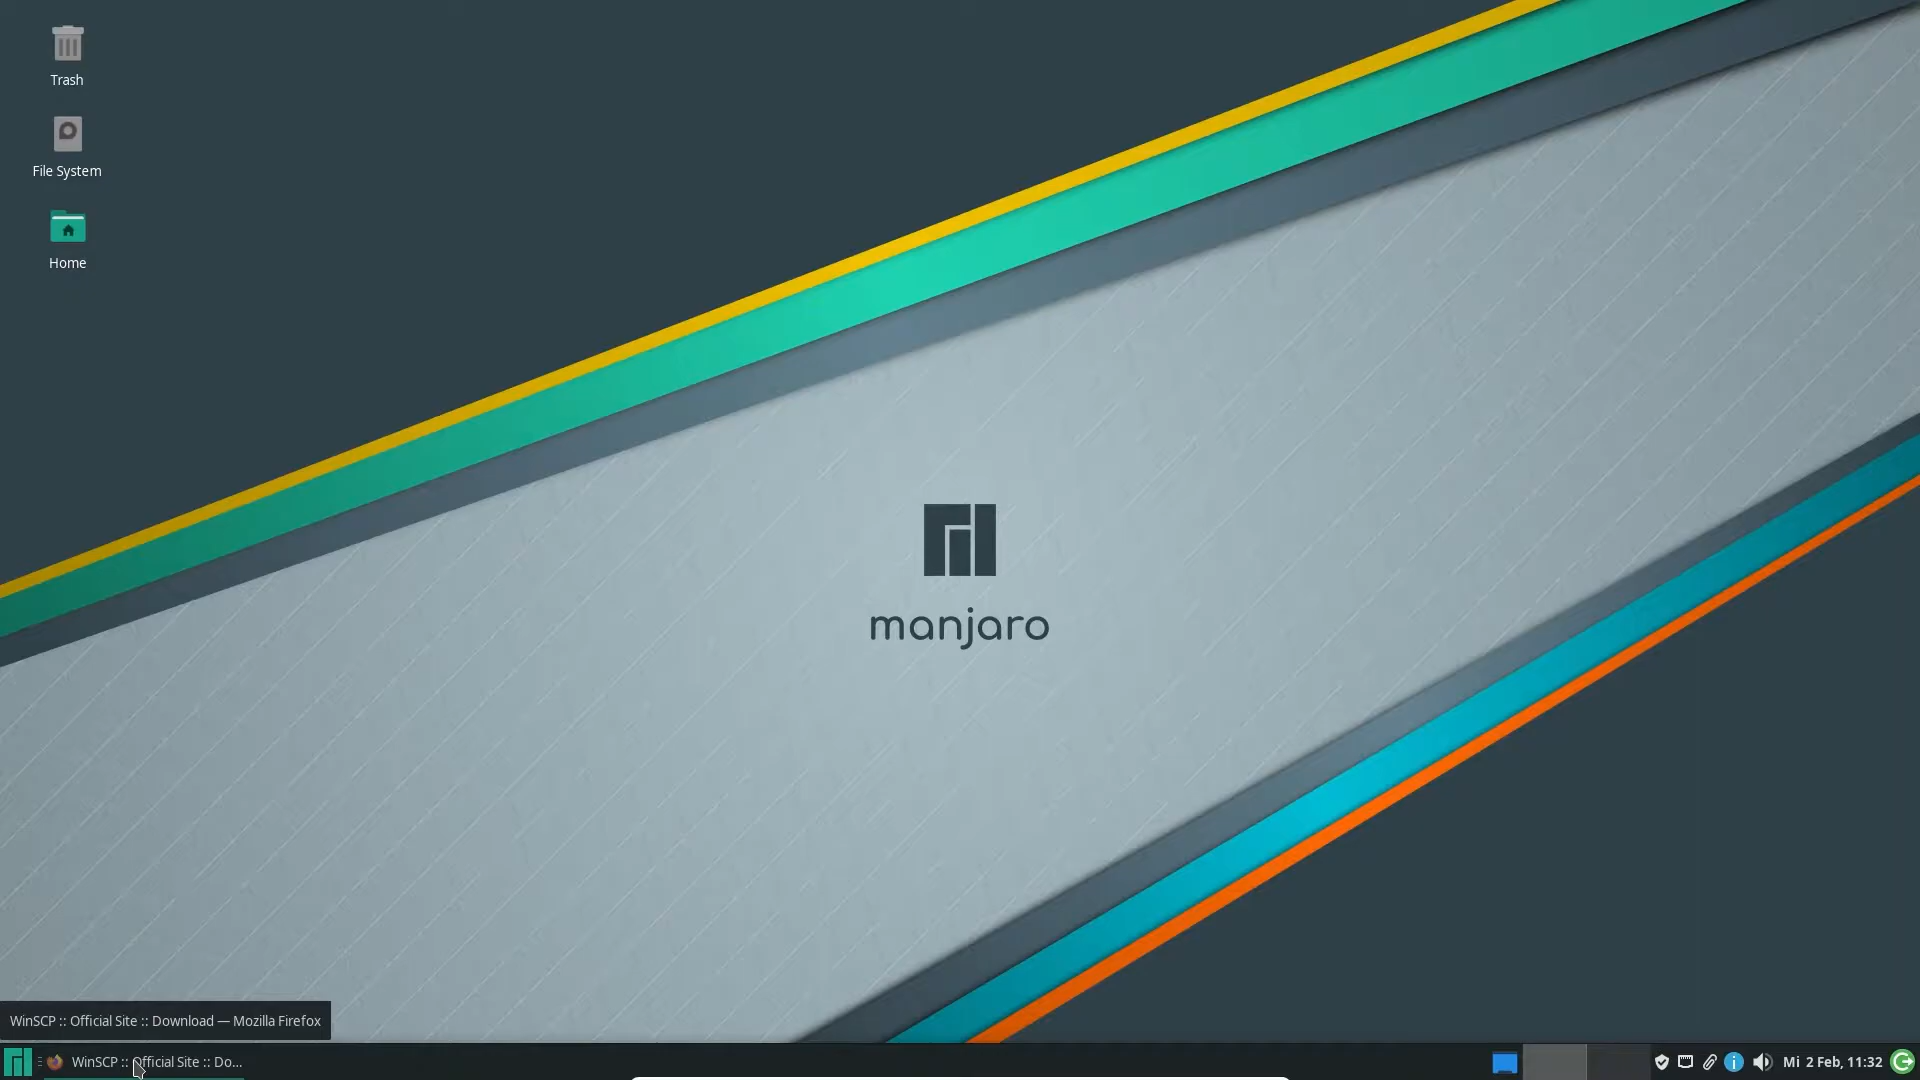 Trash
File System
Home
manjaro
WinSCP :: Official Site :: Download — Mozilla Firefox
WinSCP :: Official Site :: Do...
Mi 2 Feb, 11:32